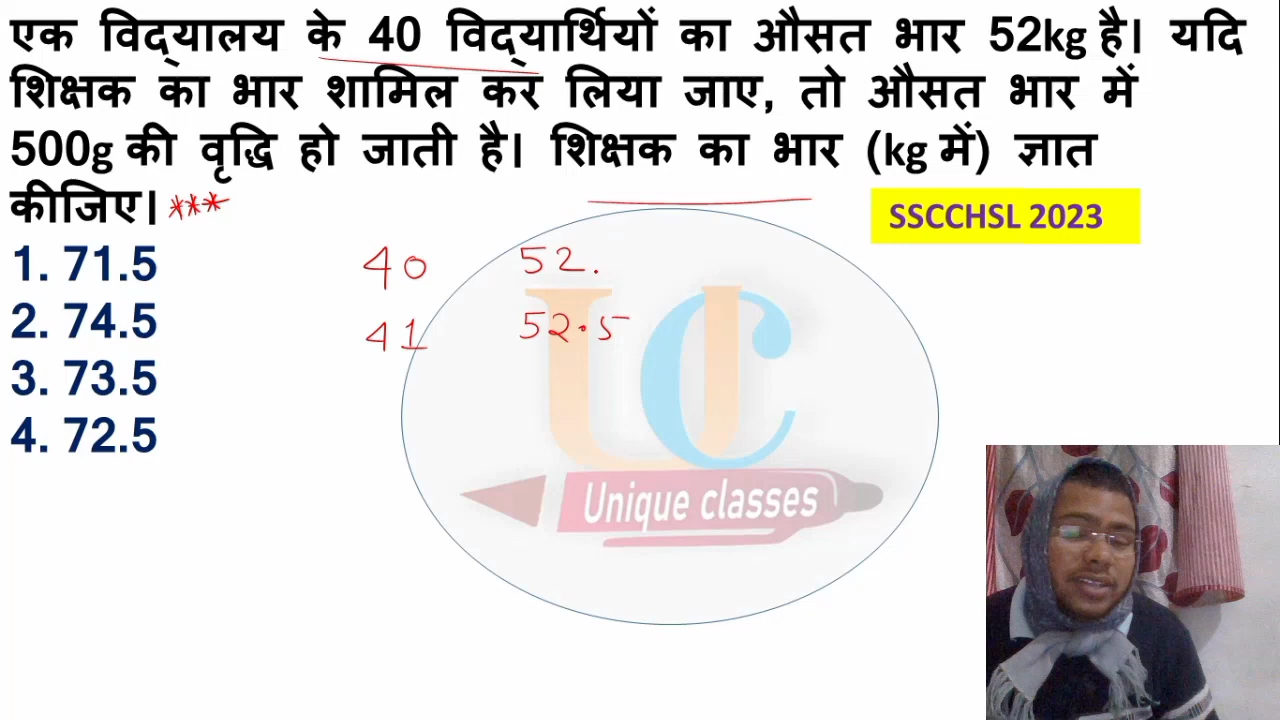 एक विद्यालय के 40 विद्यार्थियों का औसत भार 52kg है। यदि
शिक्षक का भार शामिल कर लिया जाए, तो औसत भार में
500g की वृद्धि हो जाती है। शिक्षक का भार (kg में) ज्ञात
कीजिए। ***
SSCCHSL 2023
1. 71.5
2. 74.5
3. 73.5
4. 72.5
40 52.
41 52.5
UC
Unique classes